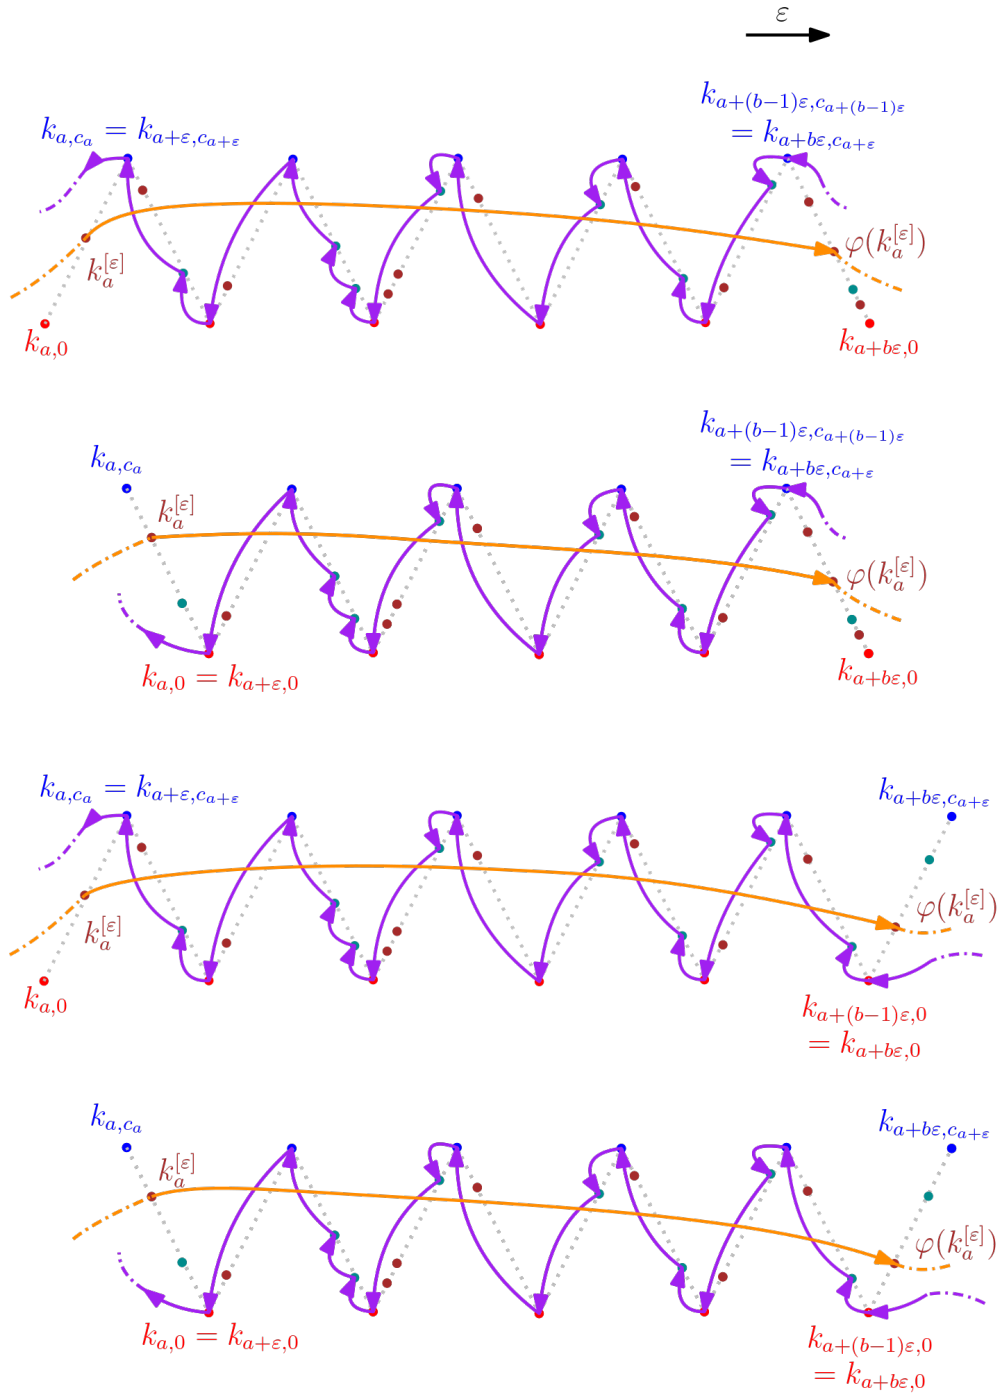 ε
k_{a+(b−1)ε,c_{a+(b−1)ε}}
k_{a,c_a} = k_{a+ε,c_{a+ε}}
= k_{a+bε,c_{a+ε}}
φ(k_a^{[ε]})
k_a^{[ε]}
k_{a,0}
k_{a+bε,0}
k_{a+(b−1)ε,c_{a+(b−1)ε}}
k_{a,c_a}
= k_{a+bε,c_{a+ε}}
k_a^{[ε]}
φ(k_a^{[ε]})
k_{a,0} = k_{a+ε,0}
k_{a+bε,0}
k_{a,c_a} = k_{a+ε,c_{a+ε}}
k_{a+bε,c_{a+ε}}
k_a^{[ε]}
φ(k_a^{[ε]})
k_{a,0}
k_{a+(b−1)ε,0}
= k_{a+bε,0}
k_{a,c_a}
k_{a+bε,c_{a+ε}}
k_a^{[ε]}
φ(k_a^{[ε]})
k_{a,0} = k_{a+ε,0}
k_{a+(b−1)ε,0}
= k_{a+bε,0}